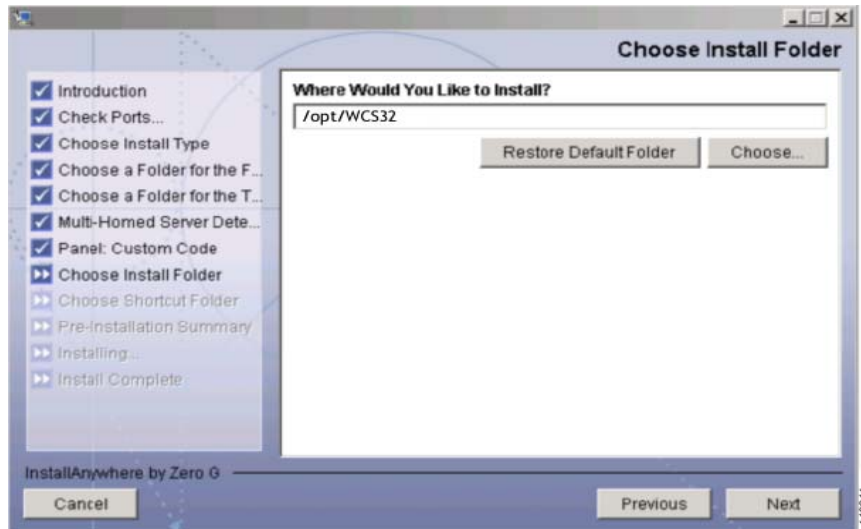 Choose Install Folder
Introduction
Check Ports...
Choose Install Type
Choose a Folder for the F...
Choose a Folder for the T...
Multi-Homed Server Dete...
Panel: Custom Code
Choose Install Folder
Choose Shortcut Folder
Pre-Installation Summary
Installing...
Install Complete
Where Would You Like to Install?
/opt/WCS32
Restore Default Folder
Choose...
InstallAnywhere by Zero G
Cancel
Previous
Next